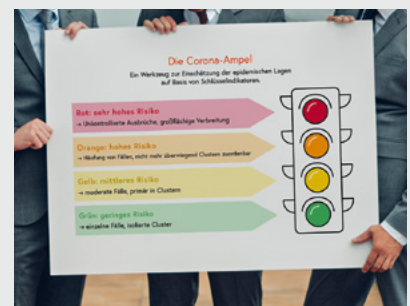 Die Corona-Ampel
Ein Werkzeug zur Einschätzung der epidemischen Lagen
auf Basis von Schlüsselindikatoren.
Rot: sehr hohes Risiko
→ Unkontrollierte Ausbrüche, großflächige Verbreitung
Orange: hohes Risiko
→ Häufung von Fällen, nicht mehr überwiegend Clustern zuordenbar
Gelb: mittleres Risiko
→ moderate Fälle, primär in Clustern
Grün: geringes Risiko
→ einzelne Fälle, isolierte Cluster